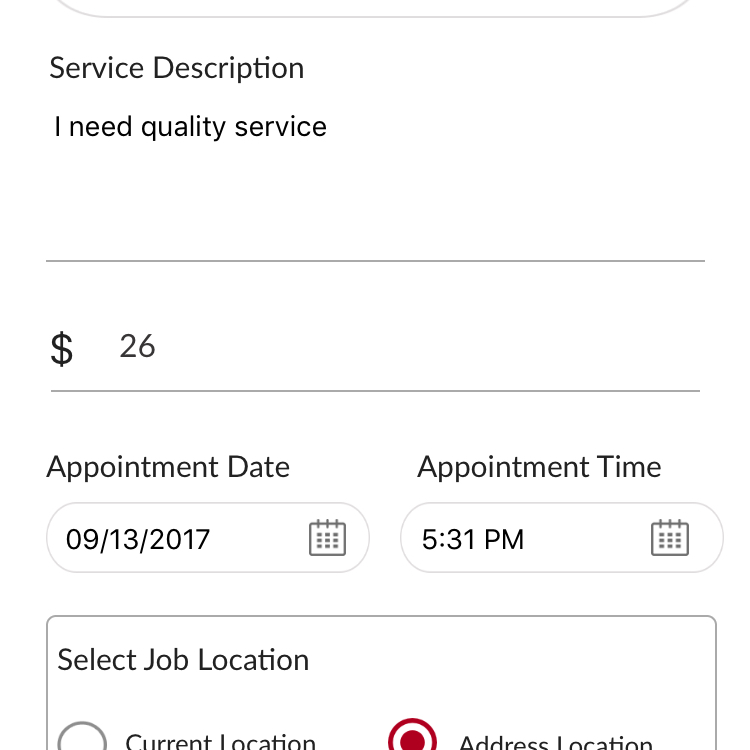 Service Description
I need quality service
$ 26
Appointment Date Appointment Time
09/13/2017 5:31 PM
Select Job Location
Current Location Address Location